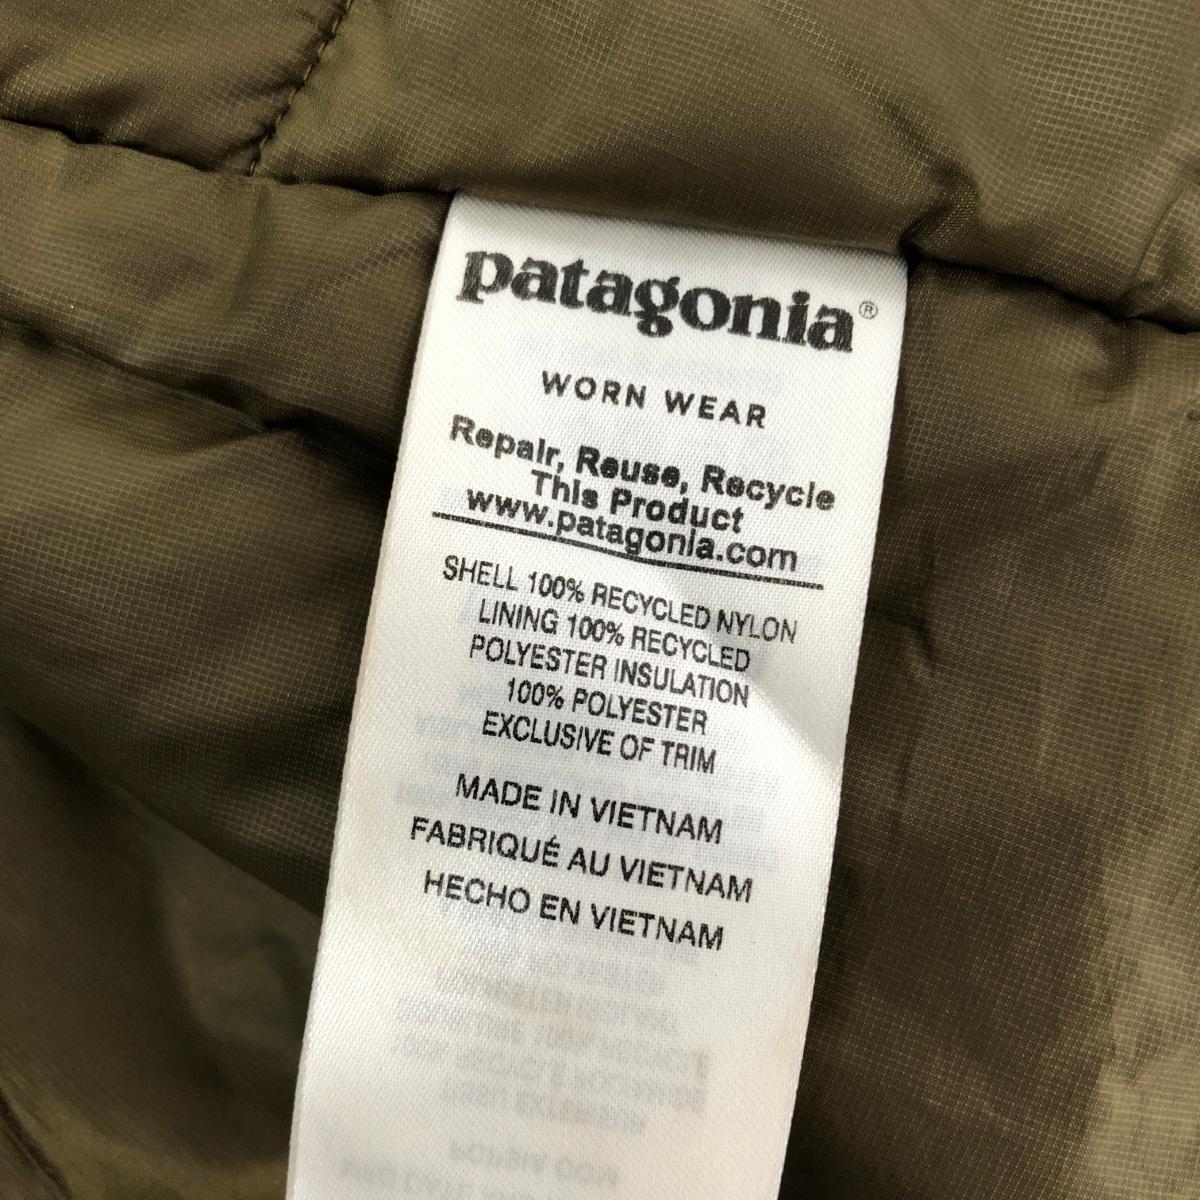 patagonia®
WORN WEAR
Repair, Reuse, Recycle
This Product
www.patagonia.com
SHELL 100% RECYCLED NYLON
LINING 100% RECYCLED
POLYESTER INSULATION
100% POLYESTER
EXCLUSIVE OF TRIM
MADE IN VIETNAM
FABRIQUÉ AU VIETNAM
HECHO EN VIETNAM